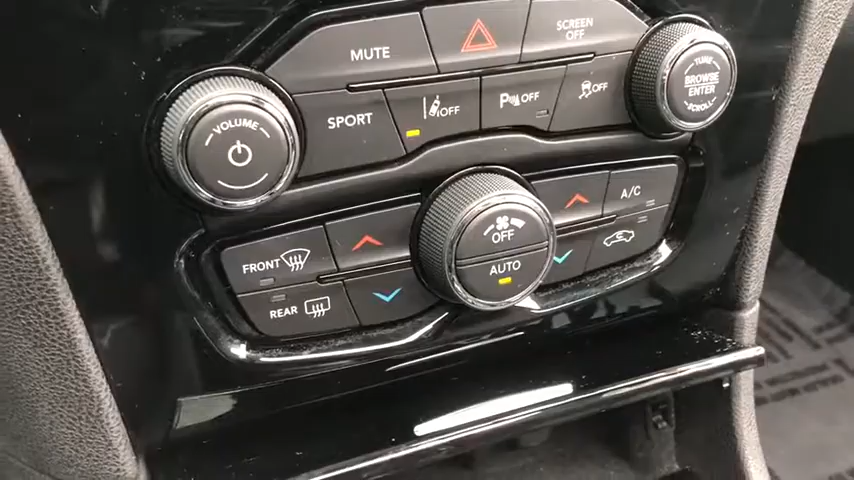 MUTE
SCREEN
OFF
TUNE
BROWSE
ENTER
SCROLL
VOLUME
SPORT
OFF
OFF
OFF
A/C
OFF
AUTO
FRONT
REAR